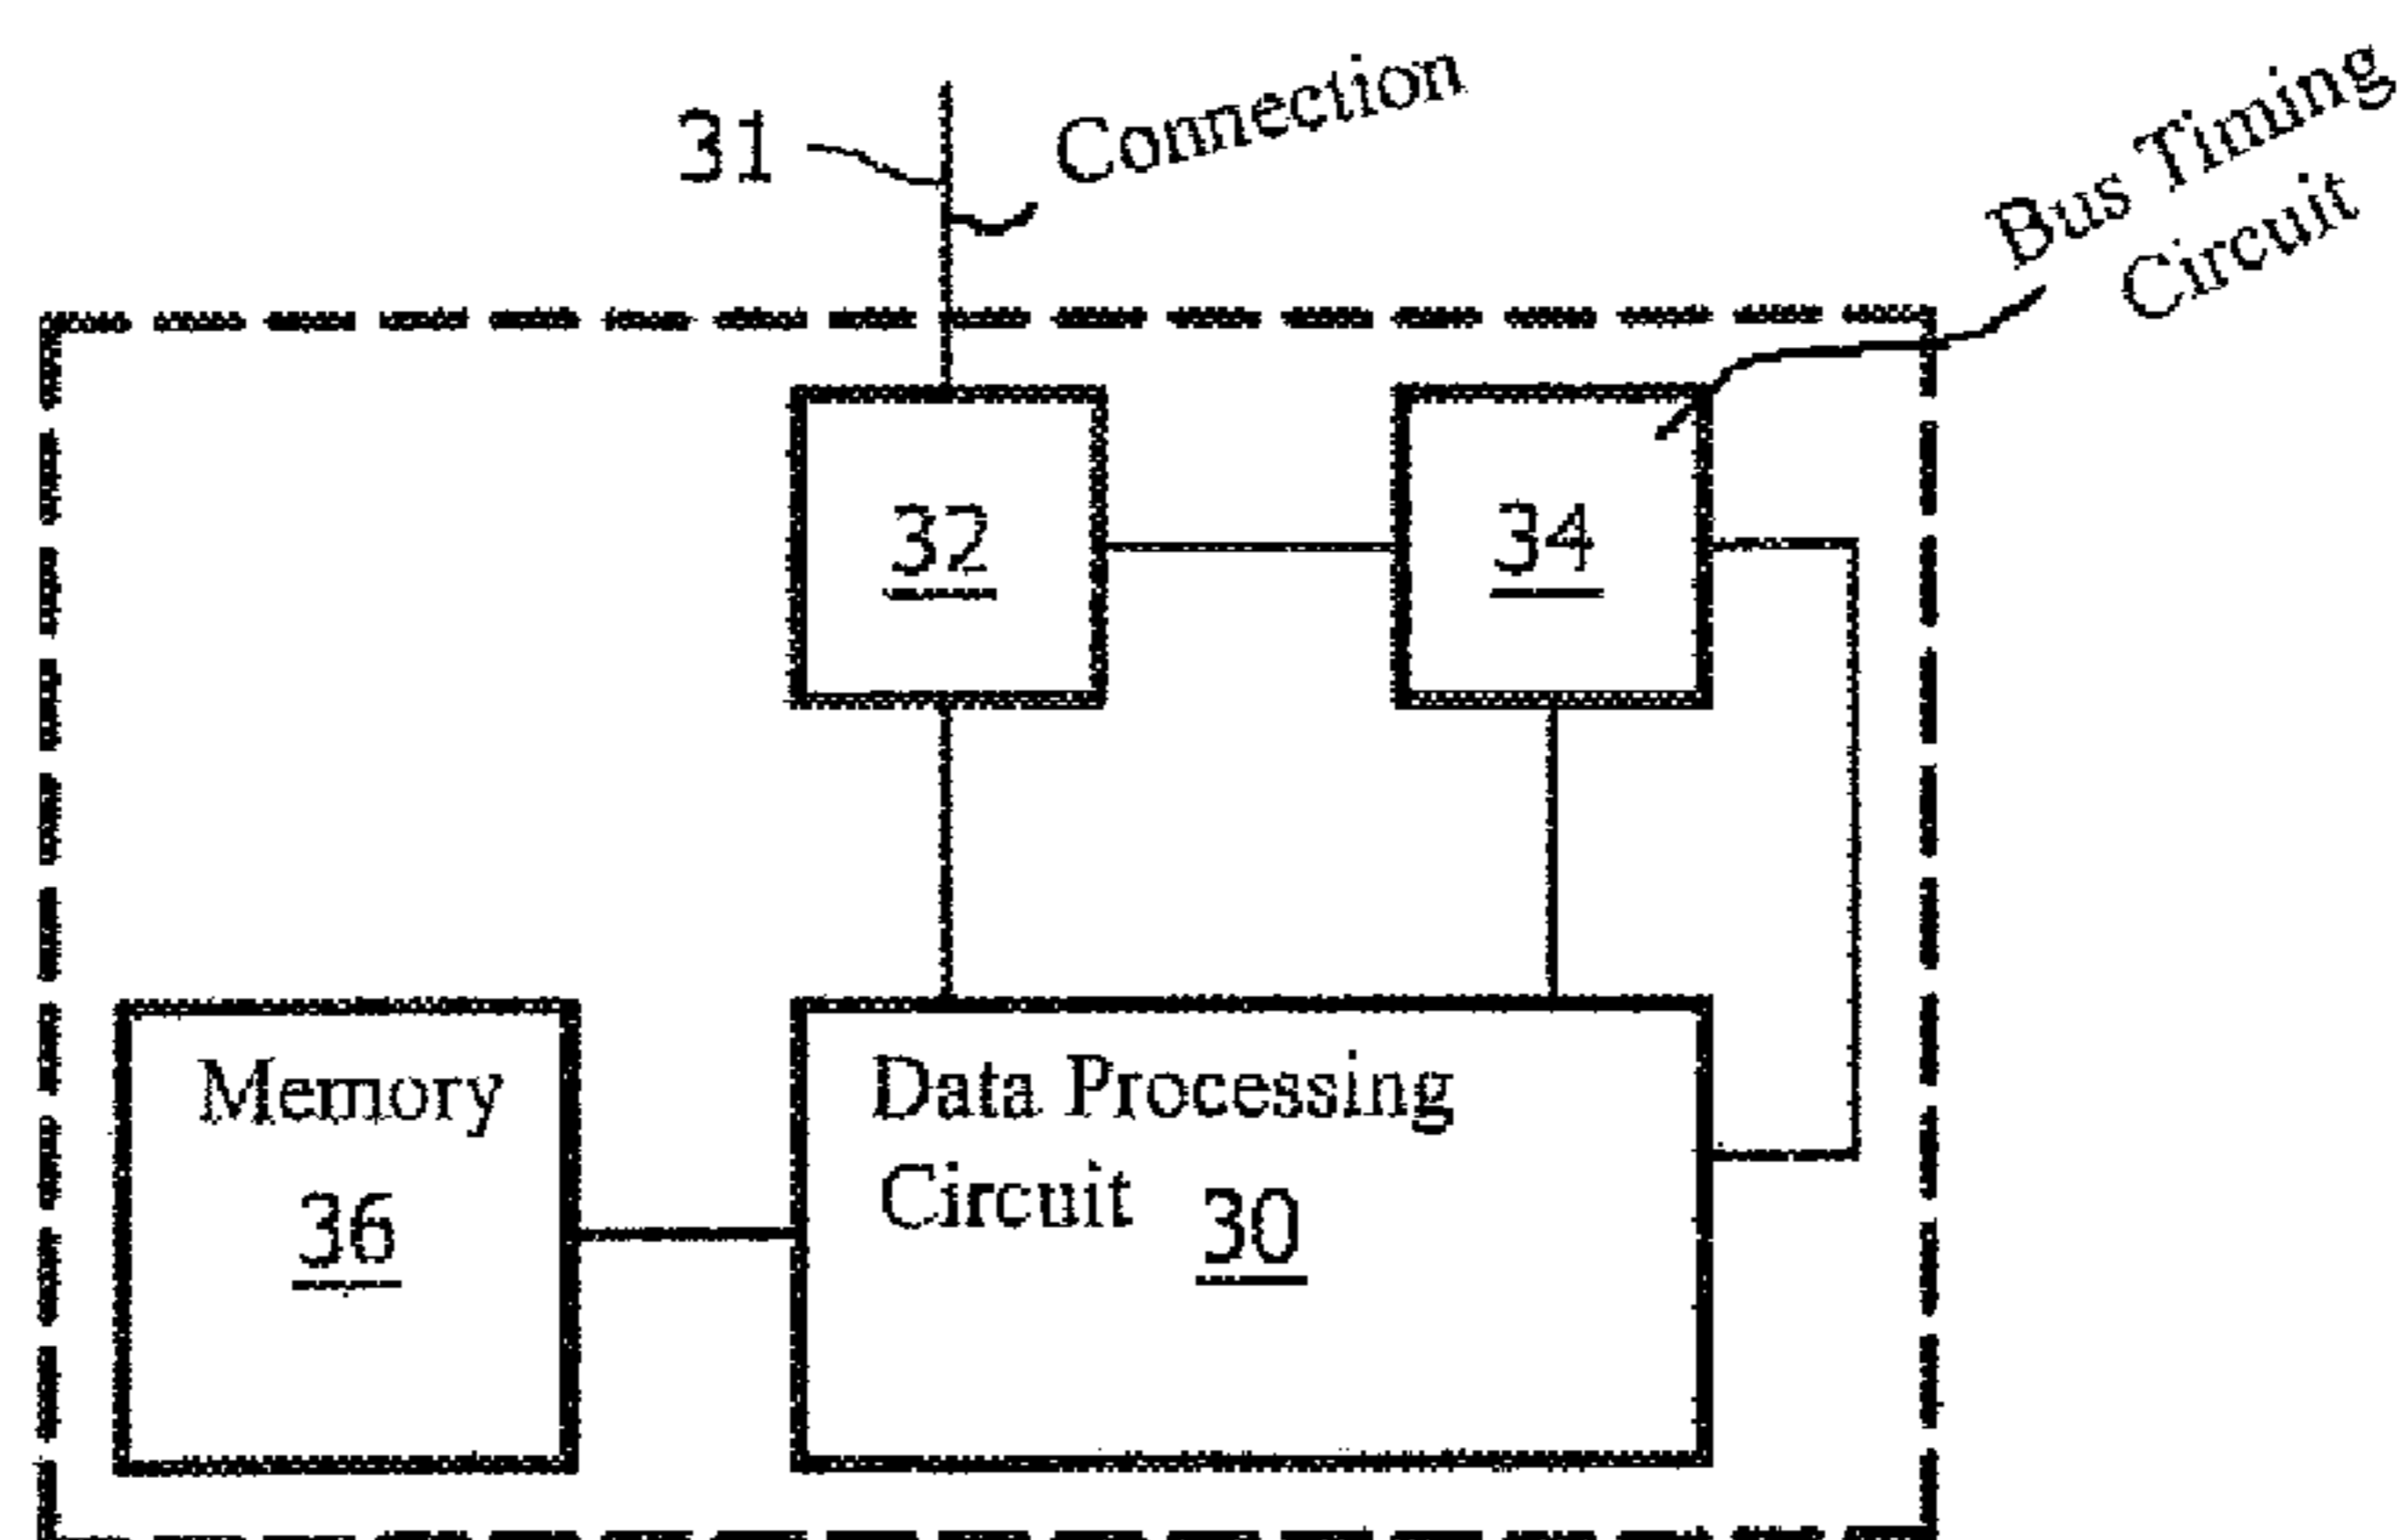 31
Connection
Bus Timing
Circuit
32
34
Memory
36
Data Processing
Circuit 30